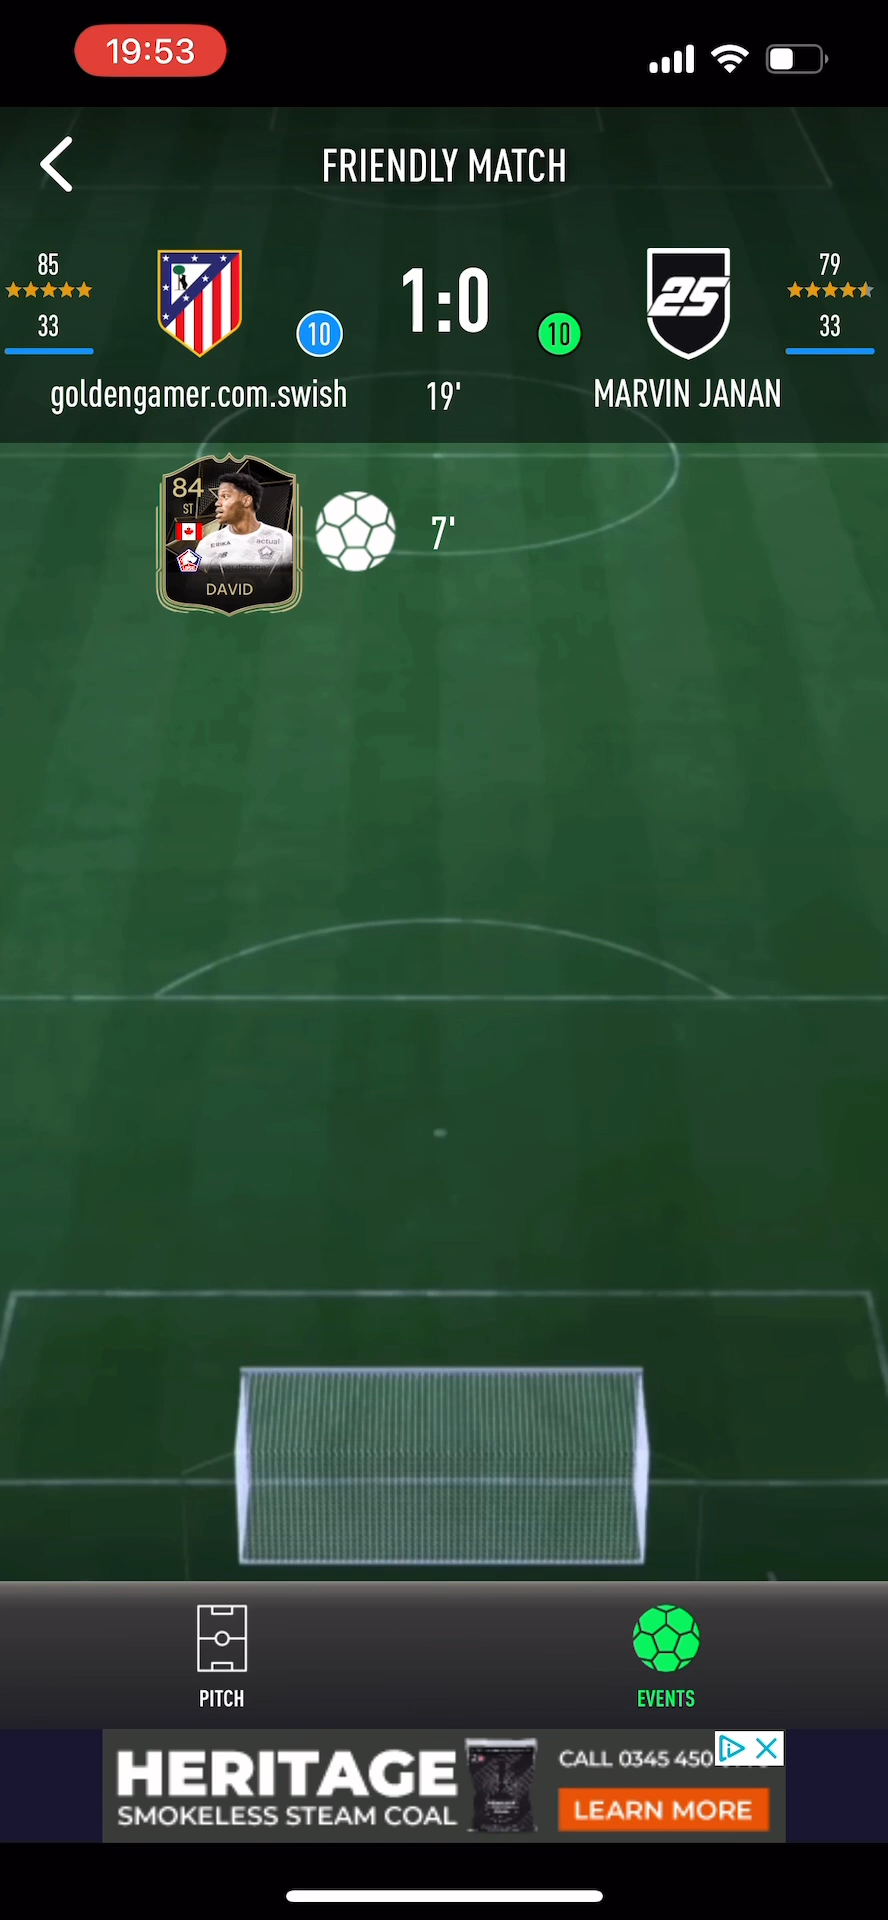 19:53
FRIENDLY MATCH
85
33
10
1:0
10
25
79
33
goldengamer.com.swish
19'
MARVIN JANAN
84
ST
DAVID
7'
PITCH
EVENTS
HERITAGE
SMOKELESS STEAM COAL
CALL 0345 450
LEARN MORE